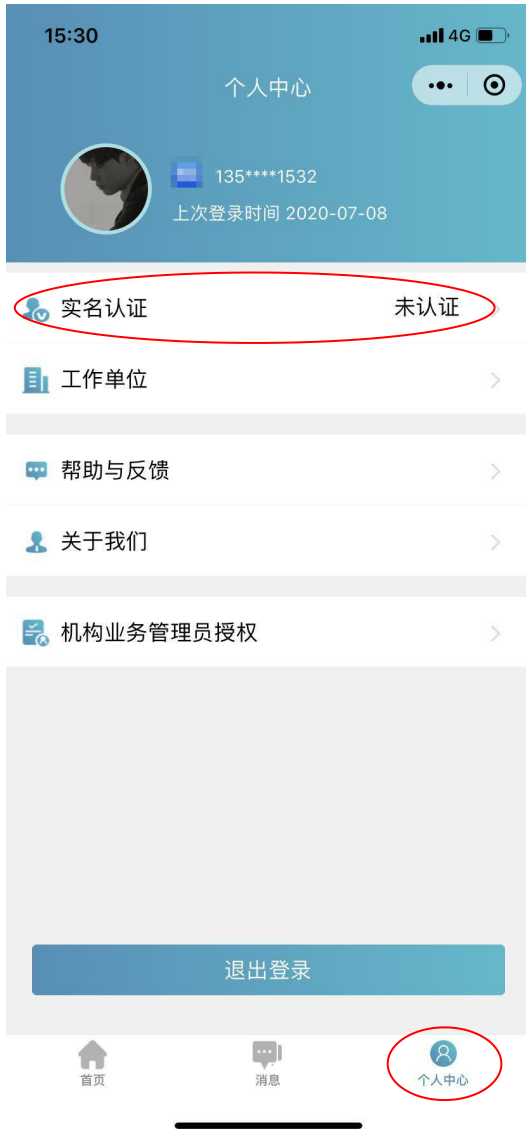 15:30
4G
个人中心
135****1532
上次登录时间 2020-07-08
实名认证 未认证
工作单位
帮助与反馈
关于我们
机构业务管理员授权
退出登录
首页 消息 个人中心